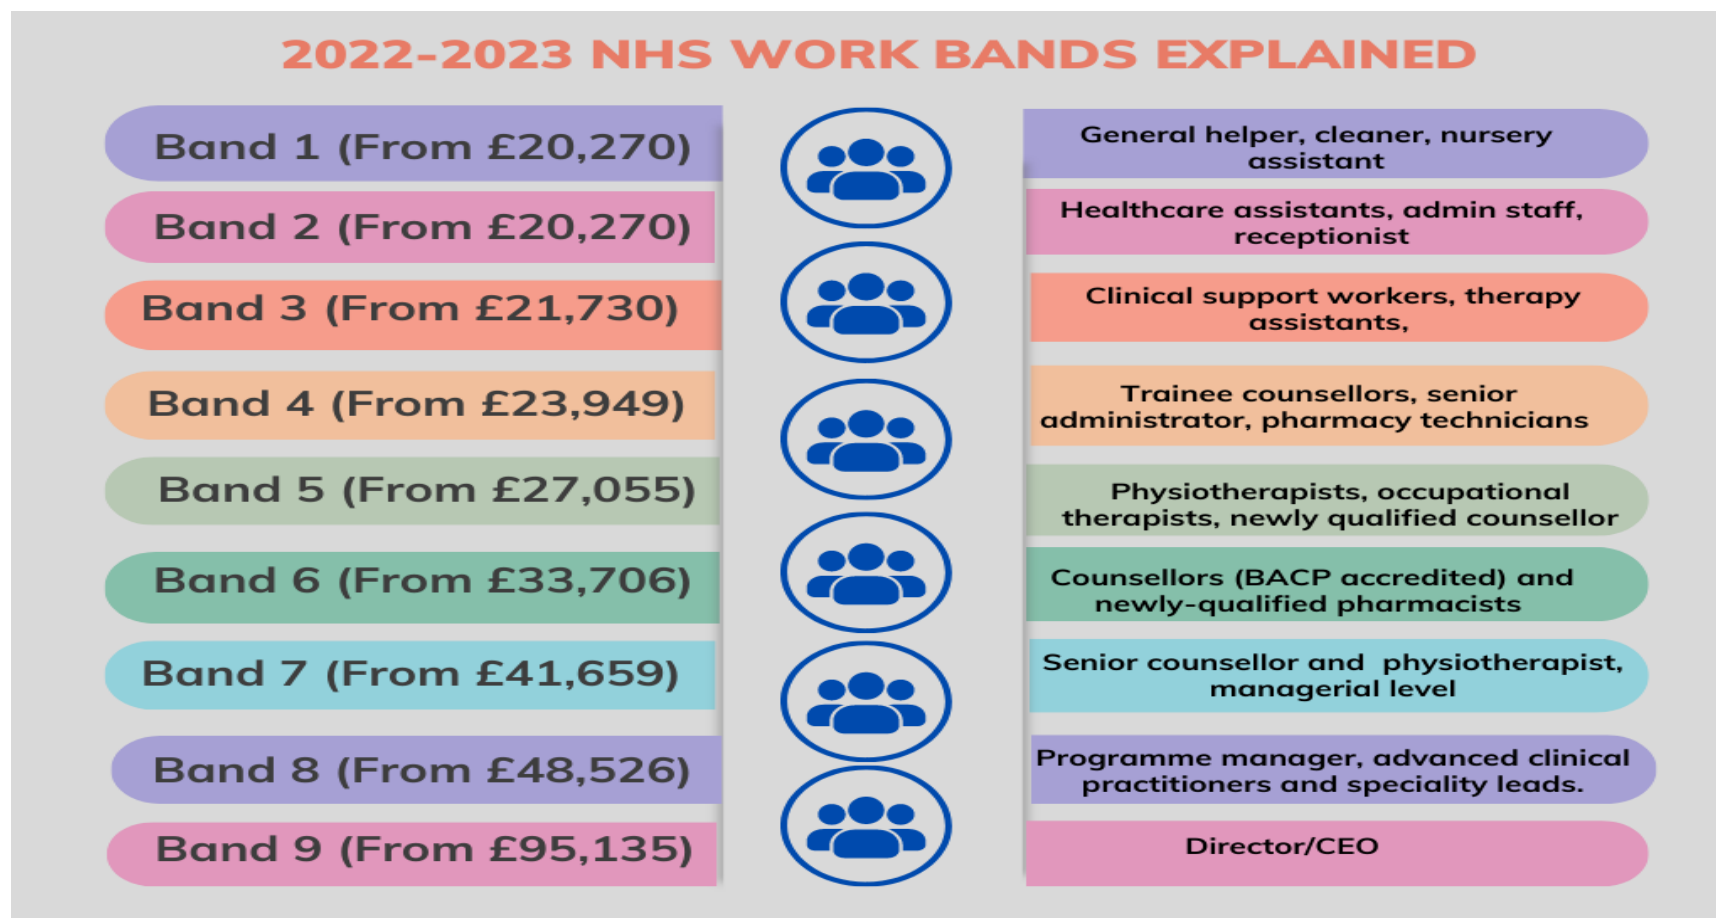 2022-2023 NHS WORK BANDS EXPLAINED
Band 1 (From £20,270)
General helper, cleaner, nursery
assistant
Band 2 (From £20,270)
Healthcare assistants, admin staff,
receptionist
Band 3 (From £21,730)
Clinical support workers, therapy
assistants,
Band 4 (From £23,949)
Trainee counsellors, senior
administrator, pharmacy technicians
Band 5 (From £27,055)
Physiotherapists, occupational
therapists, newly qualified counsellor
Band 6 (From £33,706)
Counsellors (BACP accredited) and
newly-qualified pharmacists
Band 7 (From £41,659)
Senior counsellor and  physiotherapist,
managerial level
Band 8 (From £48,526)
Programme manager, advanced clinical
practitioners and speciality leads.
Band 9 (From £95,135)
Director/CEO